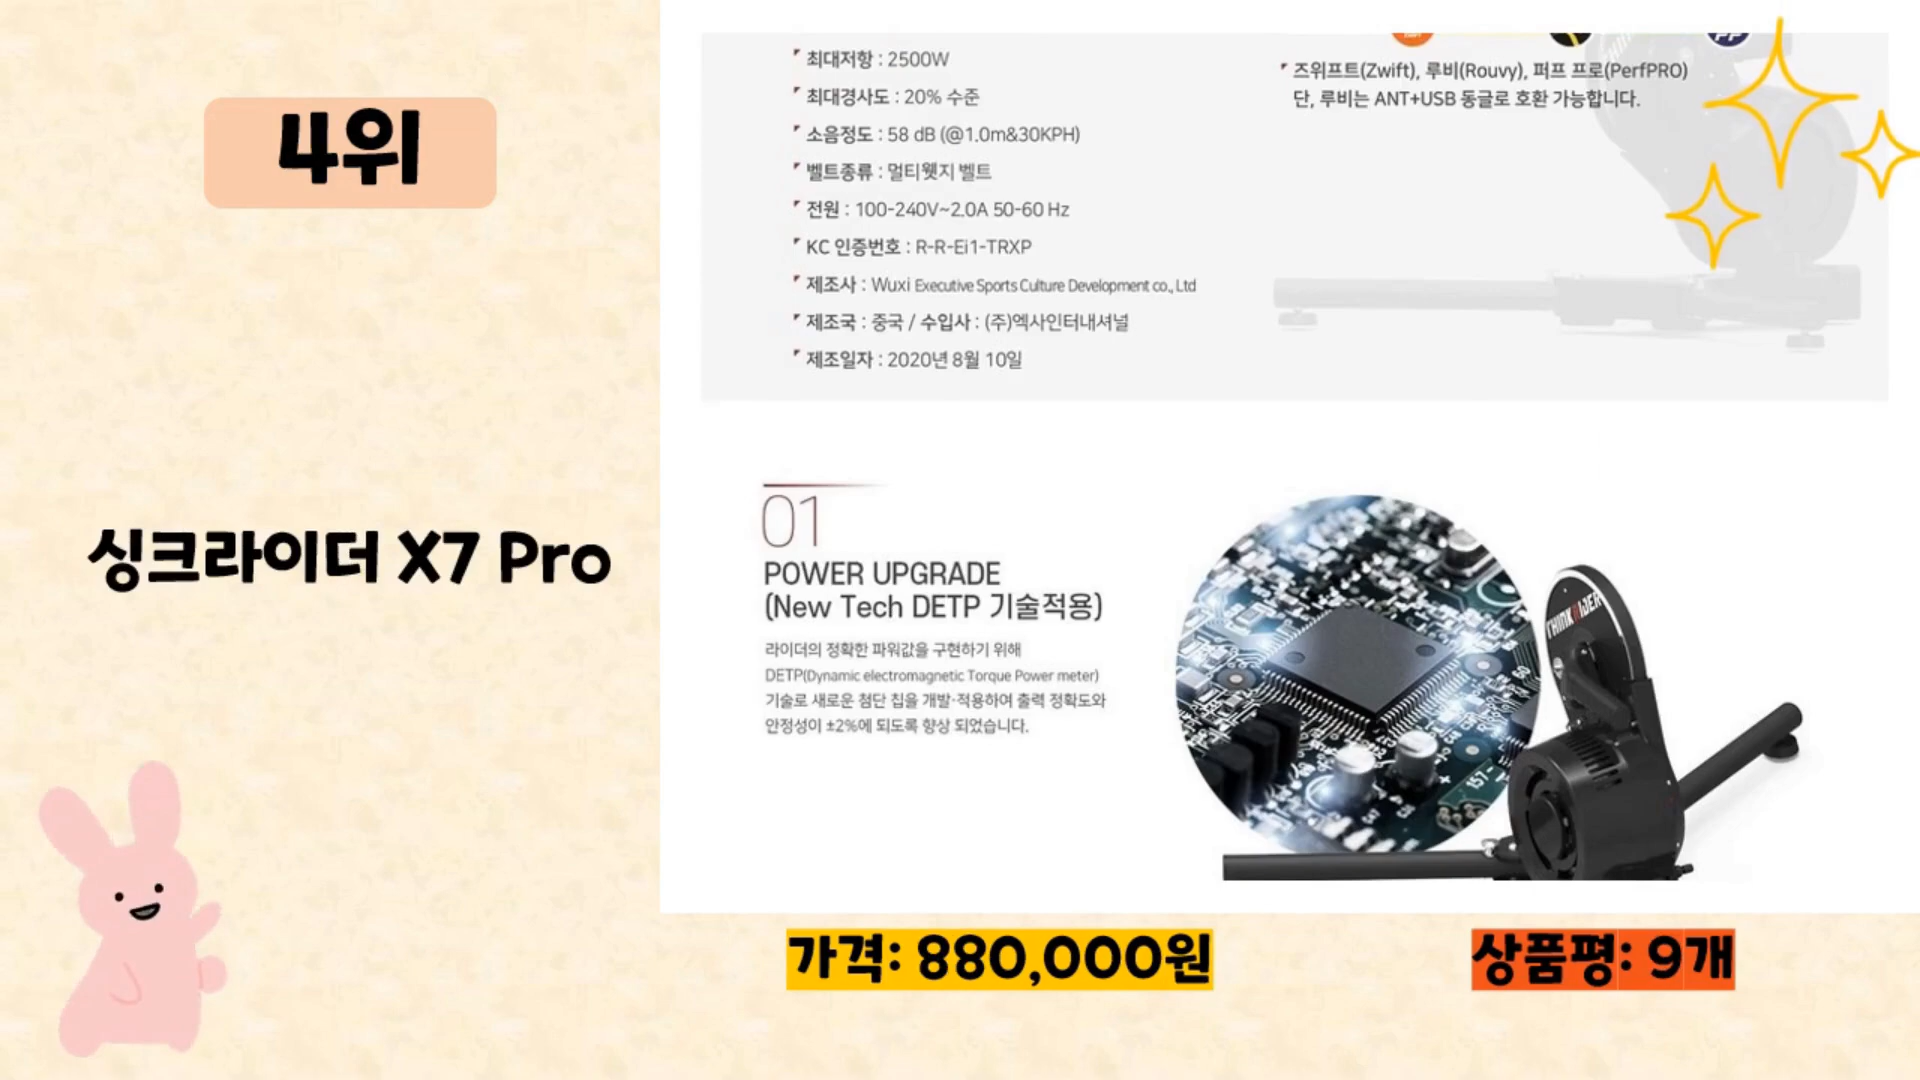 4위
싱크라이더 X7 Pro
최대저항 : 2500W
최대경사도 : 20% 수준
소음정도 : 58 dB (@1.0m&30KPH)
벨트종류 : 멀티웻지 벨트
전원 : 100-240V~2.0A 50-60 Hz
KC 인증번호 : R-R-Ei1-TRXP
제조사 : Wuxi Executive Sports Culture Development co., Ltd
제조국 : 중국 / 수입사 : (주)엑사인터내셔널
제조일자 : 2020년 8월 10일
즈위프트(Zwift), 루비(Rouvy), 퍼프 프로(PerfPRO)
단, 루비는 ANT+USB 동글로 호환 가능합니다.
01
POWER UPGRADE
(New Tech DETP 기술적용)
라이더의 정확한 파워값을 구현하기 위해
DETP(Dynamic electromagnetic Torque Power meter)
기술로 새로운 첨단 칩을 개발·적용하여 출력 정확도와
안정성이 ±2%에 되도록 향상 되었습니다.
THINKRIDER
157-
가격: 880,000원
상품평: 9개